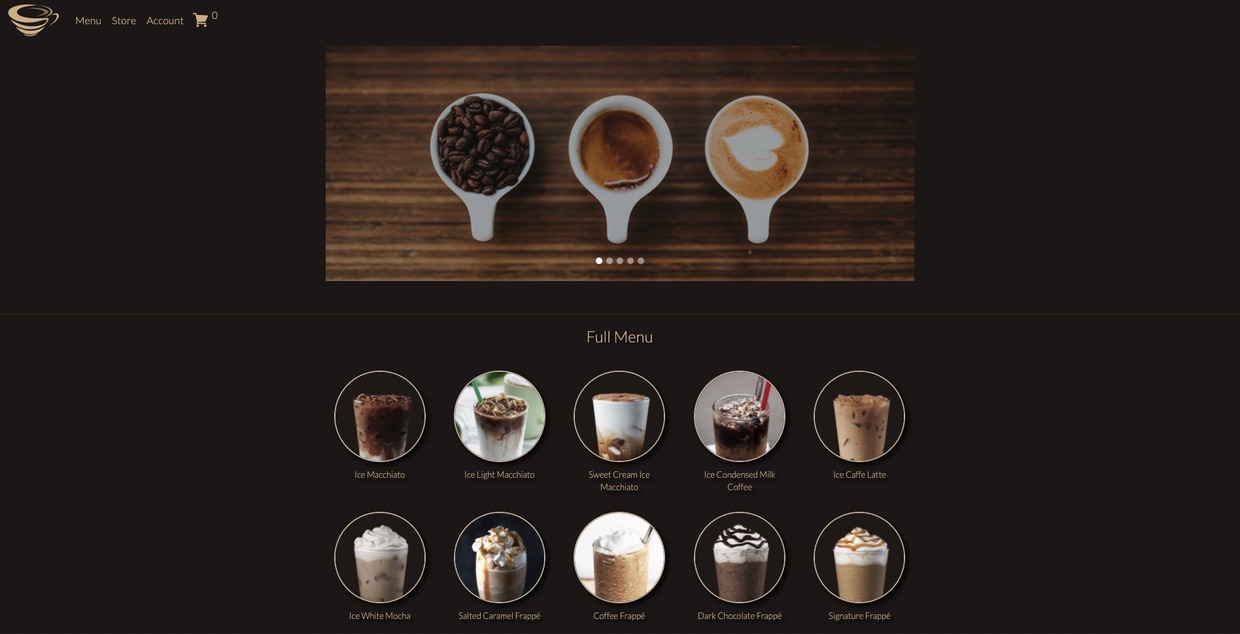 Menu Store Account 0
Full Menu
Ice Macchiato
Ice Light Macchiato
Sweet Cream Ice
Macchiato
Ice Condensed Milk
Coffee
Ice Caffe Latte
Ice White Mocha
Salted Caramel Frappé
Coffee Frappé
Dark Chocolate Frappé
Signature Frappé